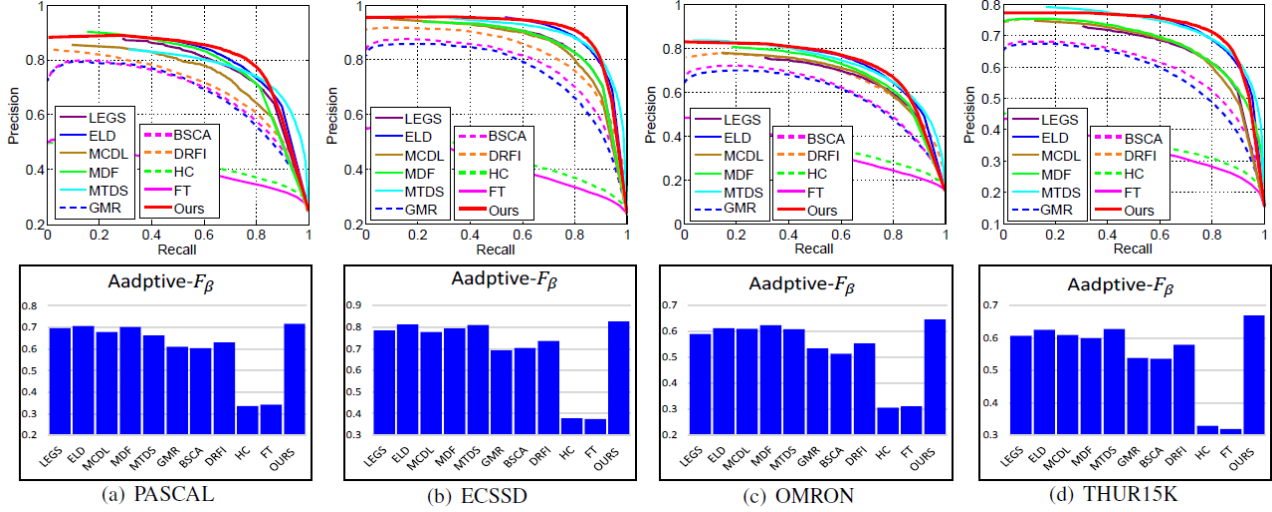 1
0.8
0.6
0.4
0.2
Precision
0
0.2
0.4
0.6
0.8
1
Recall
LEGS
ELD
MCDL
MDF
MTDS
GMR
BSCA
DRFI
HC
FT
Ours
1
0.8
0.6
0.4
0.2
Precision
0
0.2
0.4
0.6
0.8
1
Recall
LEGS
ELD
MCDL
MDF
MTDS
GMR
BSCA
DRFI
HC
FT
Ours
1
0.8
0.6
0.4
0.2
0
Precision
0
0.2
0.4
0.6
0.8
1
Recall
LEGS
ELD
MCDL
MDF
MTDS
GMR
BSCA
DRFI
HC
FT
Ours
0.8
0.7
0.6
0.5
0.4
0.3
0.2
0.1
Precision
0
0.2
0.4
0.6
0.8
1
Recall
LEGS
ELD
MCDL
MDF
MTDS
GMR
BSCA
DRFI
HC
FT
Ours
Aadptive-Fβ
0.8
0.7
0.6
0.5
0.4
0.3
0.2
LEGS
ELD
MCDL
MDF
MTDS
GMR
BSCA
DRFI
HC
FT
OURS
(a) PASCAL
Aadptive-Fβ
0.9
0.8
0.7
0.6
0.5
0.4
0.3
LEGS
ELD
MCDL
MDF
MTDS
GMR
BSCA
DRFI
HC
FT
OURS
(b) ECSSD
Aadptive-Fβ
0.7
0.6
0.5
0.4
0.3
0.2
LEGS
ELD
MCDL
MDF
MTDS
GMR
BSCA
DRFI
HC
FT
OURS
(c) OMRON
Aadptive-Fβ
0.7
0.6
0.5
0.4
0.3
LEGS
ELD
MCDL
MDF
MTDS
GMR
BSCA
DRFI
HC
FT
OURS
(d) THUR15K